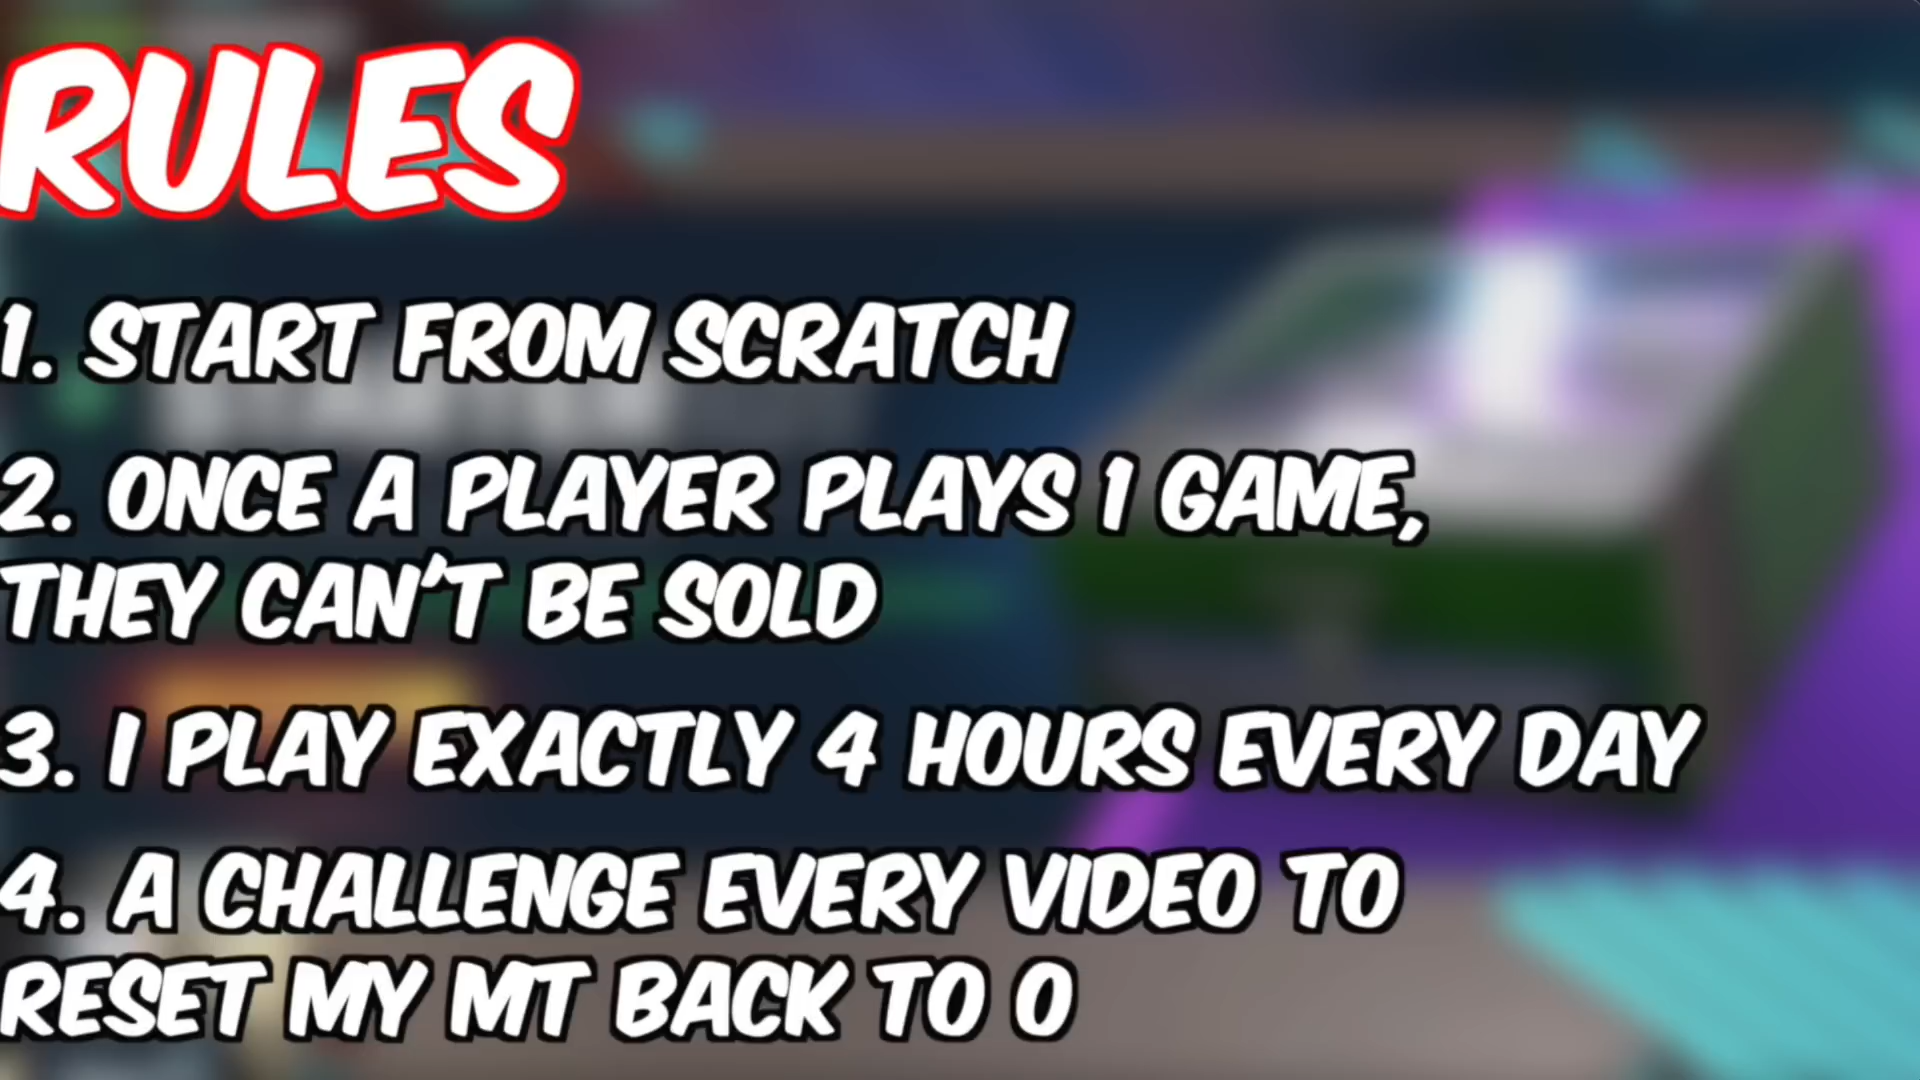 RULES
1. START FROM SCRATCH
2. ONCE A PLAYER PLAYS 1 GAME,
THEY CAN'T BE SOLD
3. I PLAY EXACTLY 4 HOURS EVERY DAY
4. A CHALLENGE EVERY VIDEO TO
RESET MY MT BACK TO 0